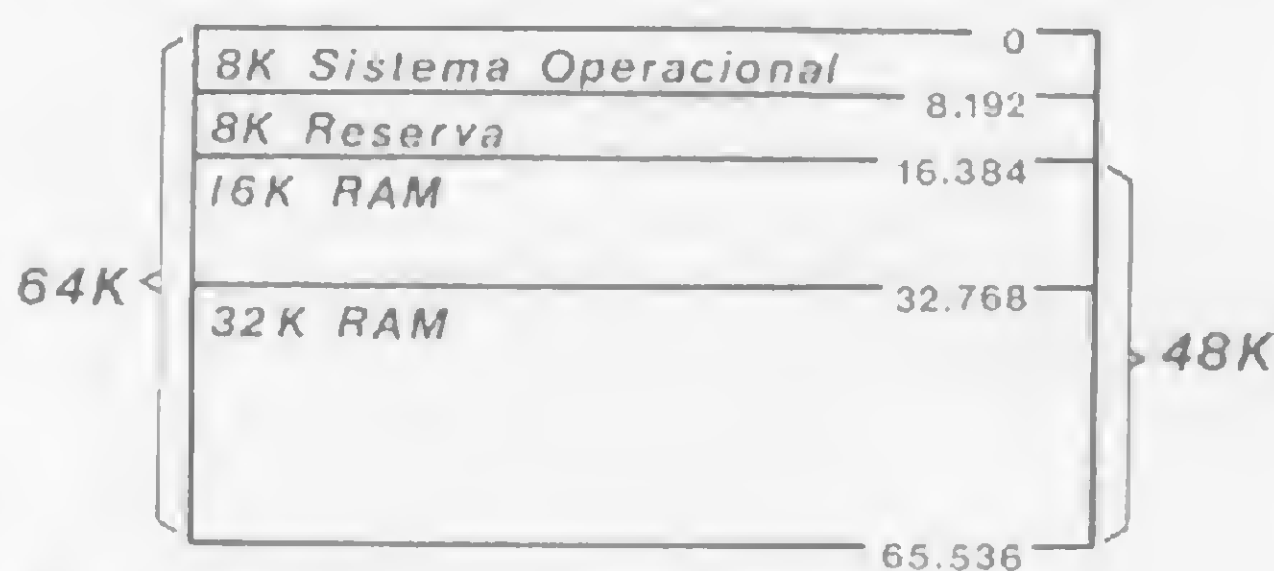 0
8K Sistema Operacional
8.192
8K Reserva
16.384
16K RAM
64K
32.768
32K RAM
48K
65.536